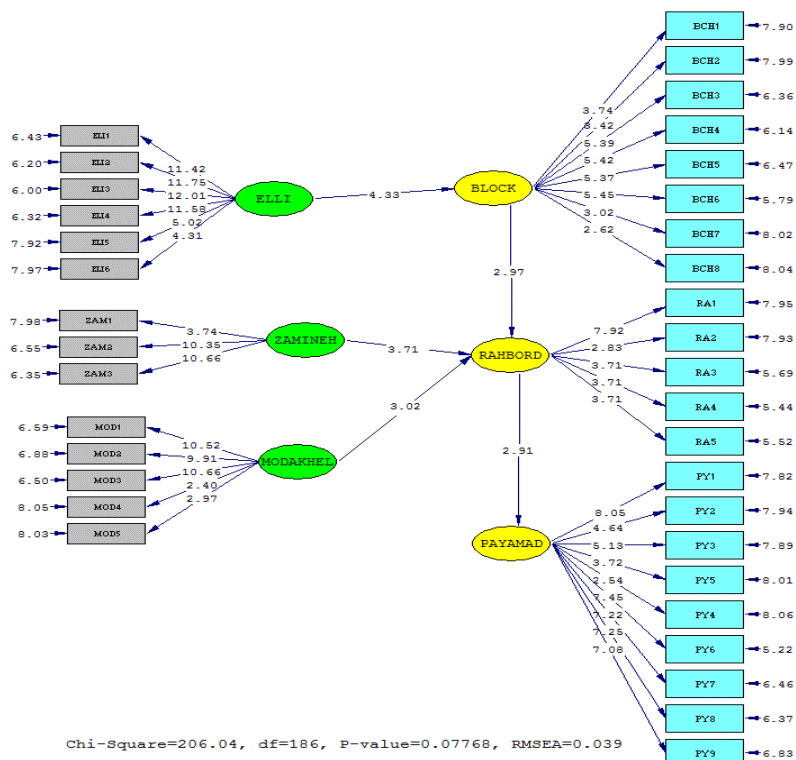 BCH1 7.90
BCH2 7.99
BCH3 6.36
BCH4 6.14
BCH5 6.47
BCH6 5.79
BCH7 8.02
BCH8 8.04
3.74
3.42
5.39
5.42
5.37
5.45
3.02
2.62
6.43 ELI1
6.20 ELI2
6.00 ELI3
6.32 ELI4
7.92 ELI5
7.97 ELI6
11.42
11.75
12.01
11.58
5.02
4.31
ELLI
4.33
BLOCK
2.97
7.98 ZAM1
6.55 ZAM2
6.35 ZAM3
3.74
10.35
10.66
ZAMINEH
3.71
RAHBORD
RA1 7.95
RA2 7.93
RA3 5.69
RA4 5.44
RA5 5.52
7.92
2.83
3.71
3.71
3.71
6.59 MOD1
6.88 MOD2
6.50 MOD3
8.05 MOD4
8.03 MOD5
10.52
9.91
10.66
2.40
2.97
MODAKHEL
3.02
2.91
PAYAMAD
8.05
4.64
5.13
3.72
2.54
7.45
7.22
7.25
7.08
PY1 7.82
PY2 7.94
PY3 7.89
PY5 8.01
PY4 8.06
PY6 5.22
PY7 6.46
PY8 6.37
PY9 6.83
Chi-Square=206.04, df=186, P-value=0.07768, RMSEA=0.039